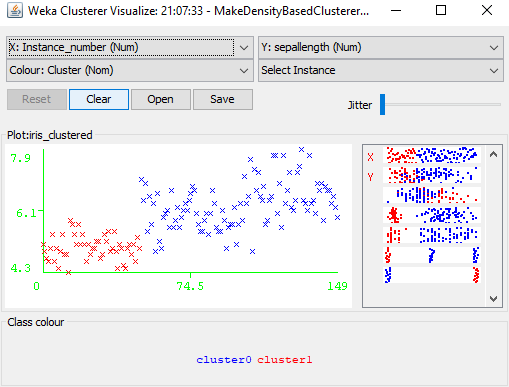 Weka Clusterer Visualize: 21:07:33 - MakeDensityBasedClusterer...
X: Instance_number (Num) Y: sepallength (Num)
Colour: Cluster (Nom) Select Instance
Reset Clear Open Save Jitter
Plot:iris_clustered
7.9
6.1
4.3
0 74.5 149
X
Y
Class colour
cluster0 cluster1